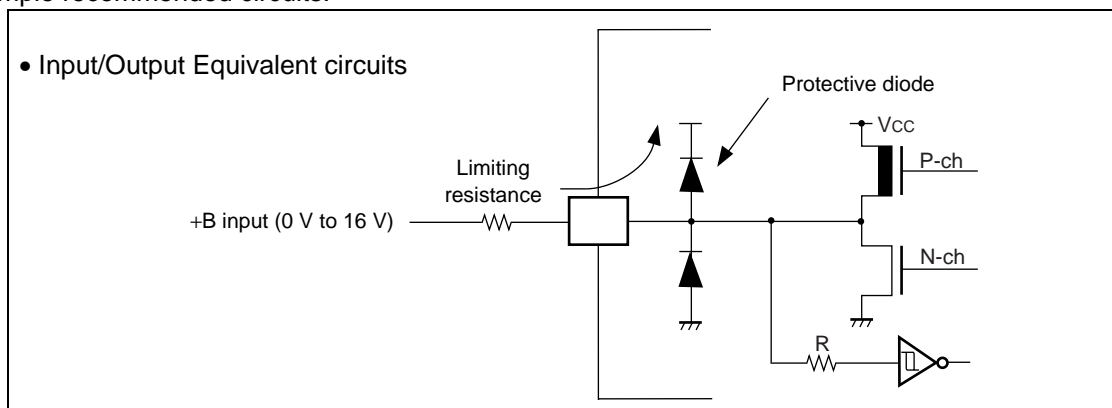 • Input/Output Equivalent circuits
Protective diode
VCC
P-ch
Limiting
resistance
+B input (0 V to 16 V)
N-ch
R